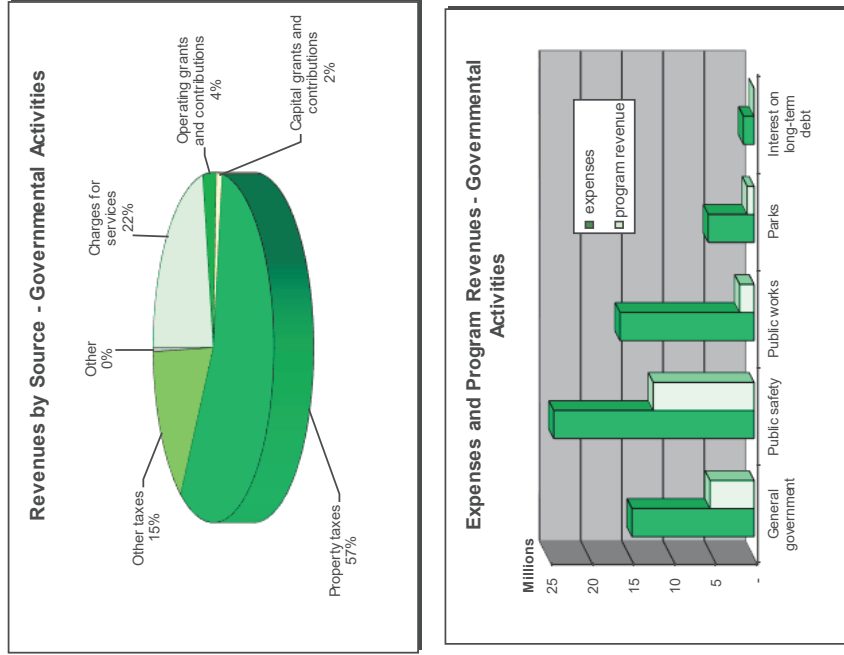 Revenues by Source - Governmental Activities
Other
0%
Charges for
services
22%
Operating grants
and contributions
4%
Capital grants and
contributions
2%
Other taxes
15%
Property taxes
57%
Expenses and Program Revenues - Governmental
Activities
Millions
25
20
15
10
5
-
expenses
program revenue
General
government
Public safety
Public works
Parks
Interest on
long-term
debt